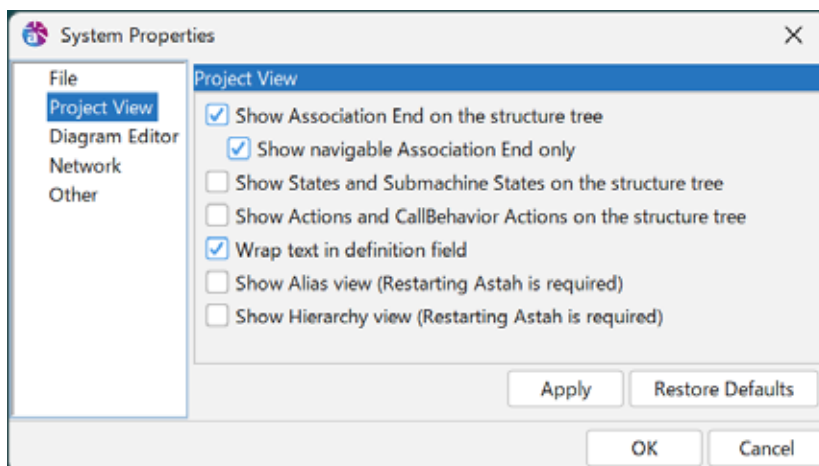 System Properties
File
Project View
Diagram Editor
Network
Other
Project View
Show Association End on the structure tree
Show navigable Association End only
Show States and Submachine States on the structure tree
Show Actions and CallBehavior Actions on the structure tree
Wrap text in definition field
Show Alias view (Restarting Astah is required)
Show Hierarchy view (Restarting Astah is required)
Apply
Restore Defaults
OK
Cancel